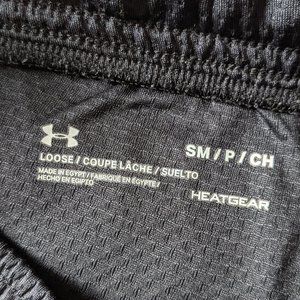 SM / P / CH
LOOSE / COUPE LÂCHE / SUELTO
MADE IN EGYPT / FABRIQUÉ EN ÉGYPTE /
HECHO EN EGIPTO
HEATGEAR